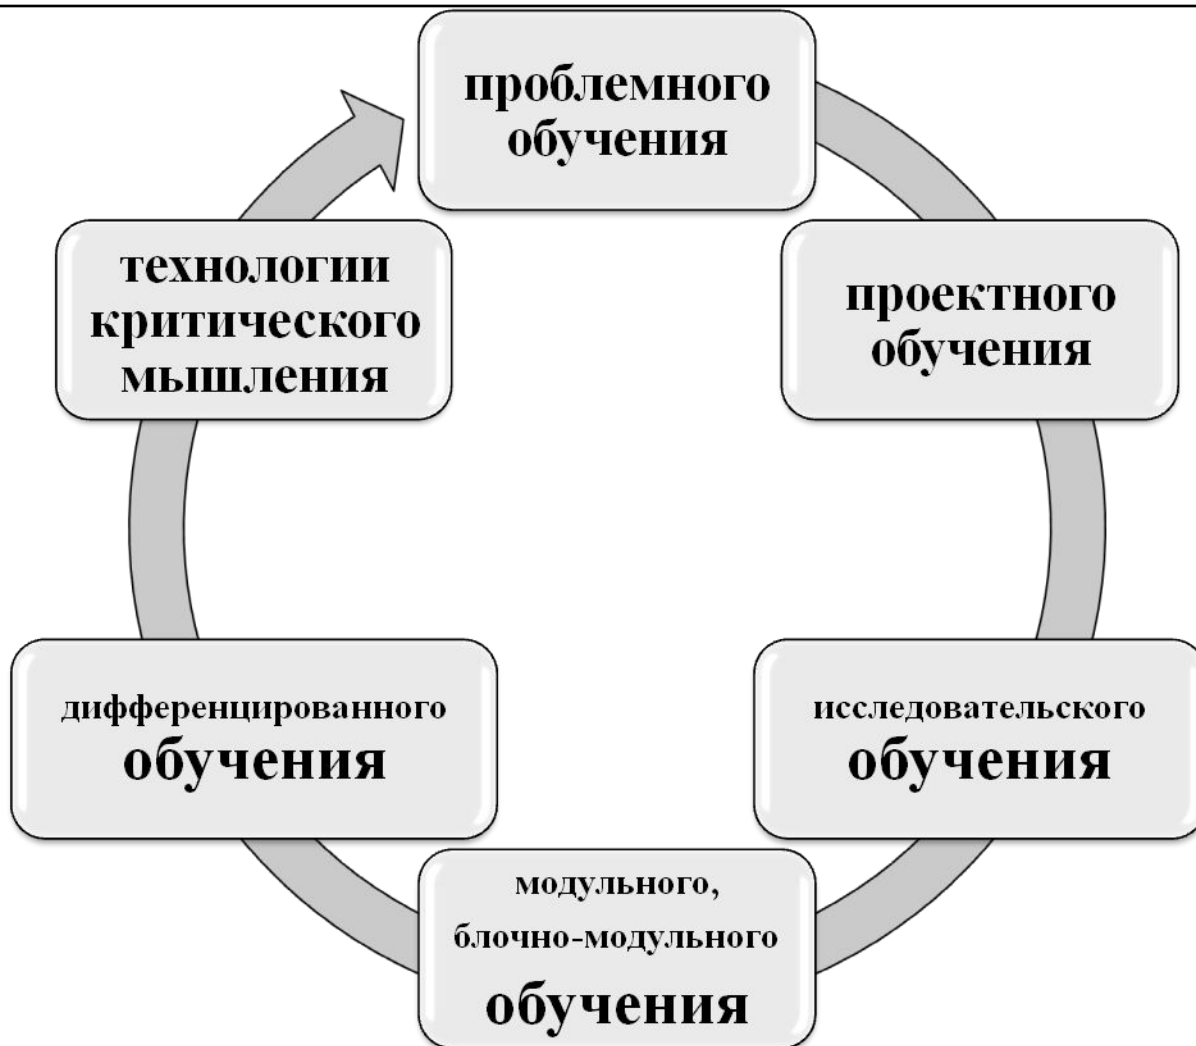 проблемного
обучения
проектного
обучения
исследовательского
обучения
модульного,
блочно-модульного
обучения
дифференцированного
обучения
технологии
критического
мышления